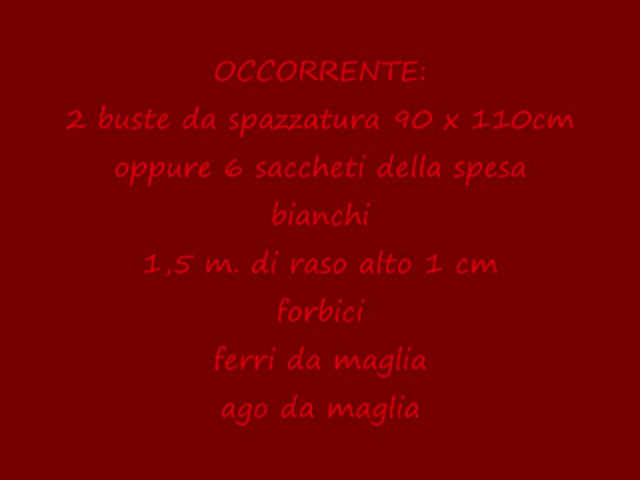 OCCORRENTE:
2 buste da spazzatura 90 x 110cm
oppure 6 saccheti della spesa
bianchi
1,5 m. di raso alto 1 cm
forbici
ferri da maglia
ago da maglia